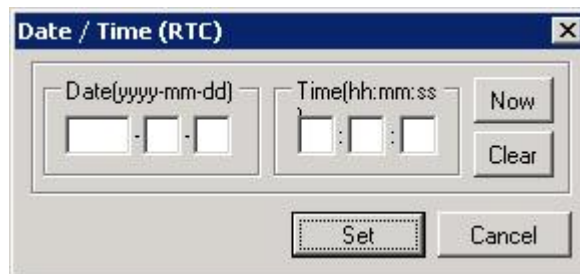 Date / Time (RTC)
Date(yyyy-mm-dd)
Time(hh:mm:ss
)
- -
: :
Now
Clear
Set
Cancel